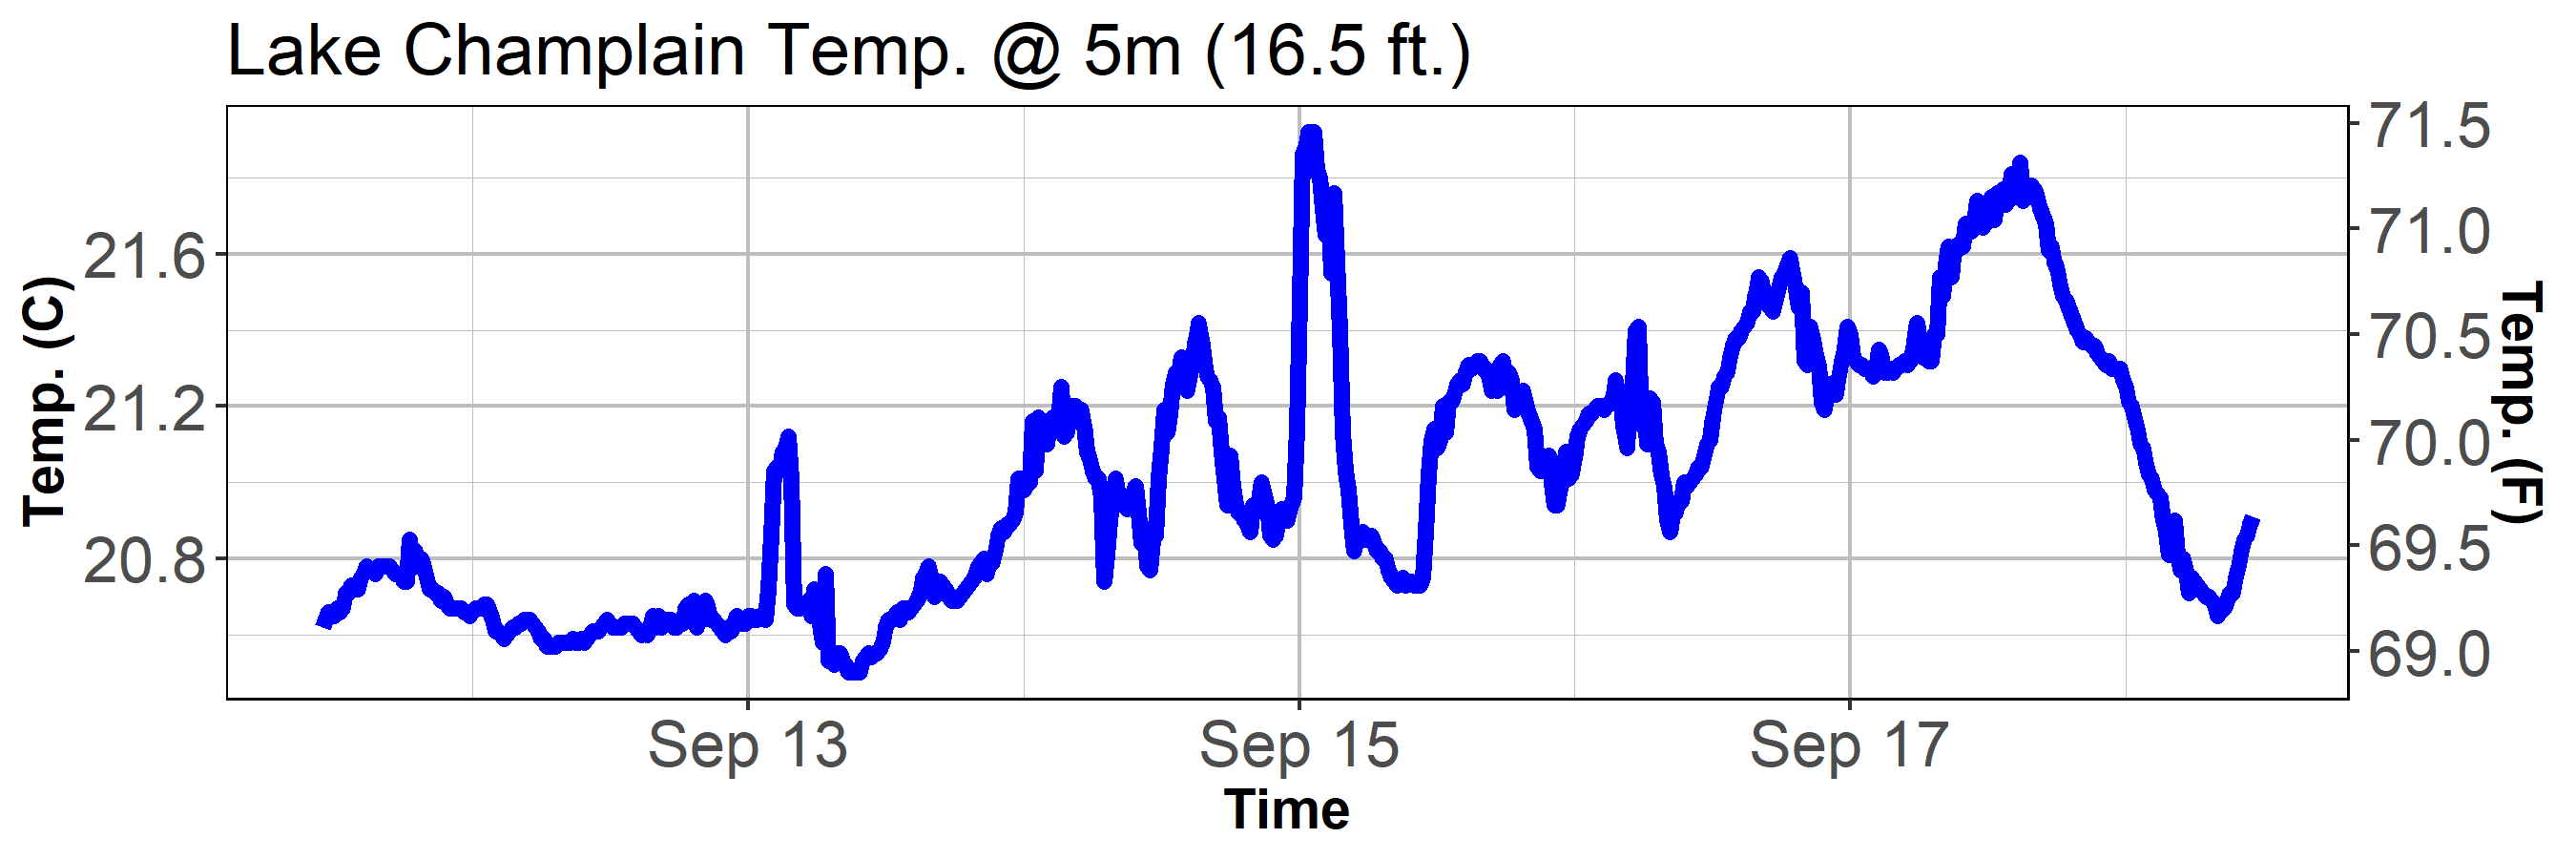 Lake Champlain Temp. @ 5m (16.5 ft.)
Temp. (C)
21.6
21.2
20.8
71.5
71.0
70.5
70.0
69.5
69.0
Temp. (F)
Sep 13
Sep 15
Sep 17
Time